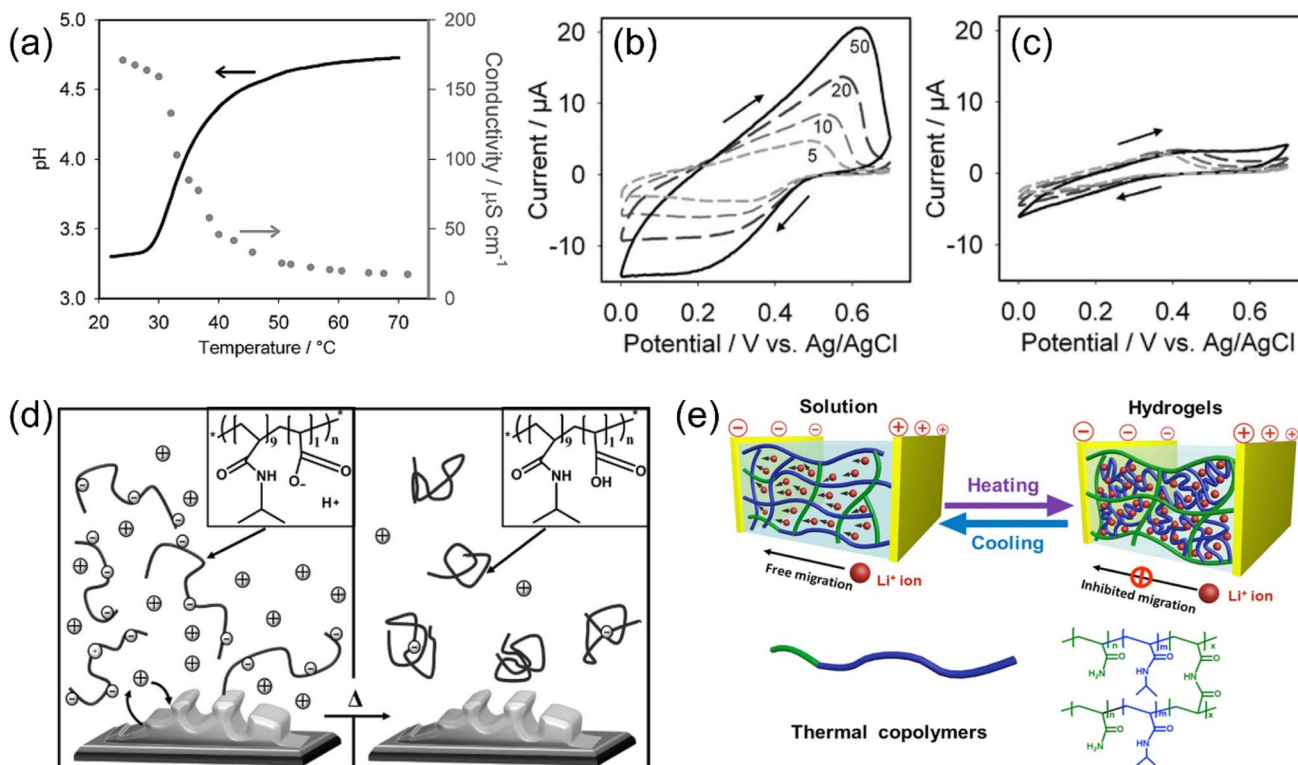 (a)
5.0
4.5
4.0
3.5
3.0
pH
200
150
100
50
0
Conductivity / µS cm⁻¹
20
30
40
50
60
70
Temperature / °C
(b)
20
10
0
-10
Current / µA
50
20
10
5
0.0
0.2
0.4
0.6
Potential / V vs. Ag/AgCl
(c)
20
10
0
-10
Current / µA
0.0
0.2
0.4
0.6
Potential / V vs. Ag/AgCl
(d)
*
9
1
n
*
O
NH
O-
O
H+
*
9
1
n
*
O
NH
OH
O
Δ
(e)
Solution
Hydrogels
Heating
Cooling
Free migration
Li⁺ ion
Inhibited migration
Li⁺ ion
Thermal copolymers
n
m
x
H₂N
O
HN
O
O
HN
O
n
m
x
H₂N
O
HN
O